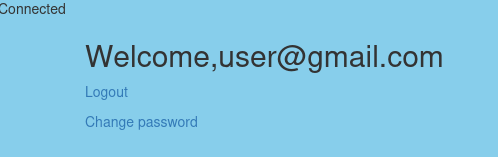 Connected
Welcome,user@gmail.com
Logout
Change password